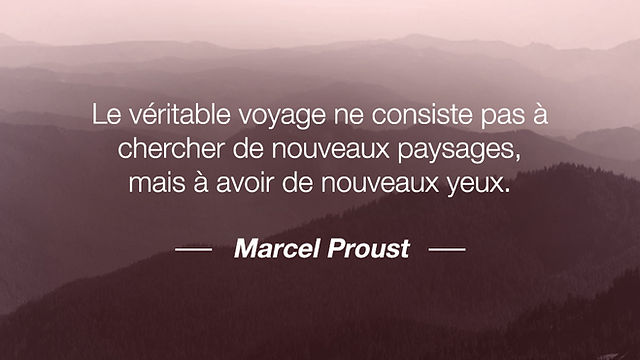 Le véritable voyage ne consiste pas à
chercher de nouveaux paysages,
mais à avoir de nouveaux yeux.
Marcel Proust